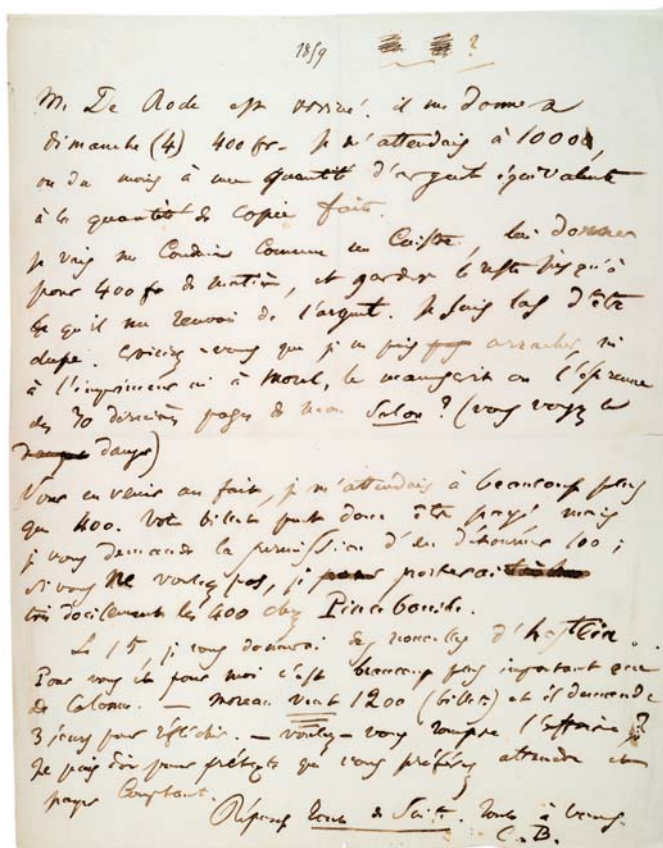 1859 ?
M. De Rode est arrivé. il me donnera
dimanche (4) 400 fr. Je m'attendais à 1000,
ou du moins à une quantité d'argent équivalente
à la quantité de copie faite.
Je vais me conduire comme un cuistre, lui donner
pour 400 fr de matière, et garder le reste jusqu'à
ce qu'il me renvoie de l'argent. Je suis las d'être
dupe. Croiriez-vous que je ne puis arracher, ni
à l'imprimeur ni à Morel, le manuscrit ou l'épreuve
des 30 dernières pages de mon Salon ? (vous voyez le
danger)
Pour en venir au fait, je m'attendais à beaucoup plus
que 400. Votre billet peut donc être payé mais
je vous demande la permission d'en détourner 100 ;
si vous ne voulez pas, je porterai
très docilement les 400 chez Pincebourde.
Le 15, je vous donnerai des nouvelles d'hostein.
Pour vous et pour moi c'est beaucoup plus important que
de Calonne. — Moreau veut 1200 (billets) et il demande
3 jours pour réfléchir. — voulez-vous rompre l'affaire ?
Je puis dire pour prétexte que vous préférez attendre et
payer Comptant.
Réponse tout de suite. Tout à vous.
C. B.